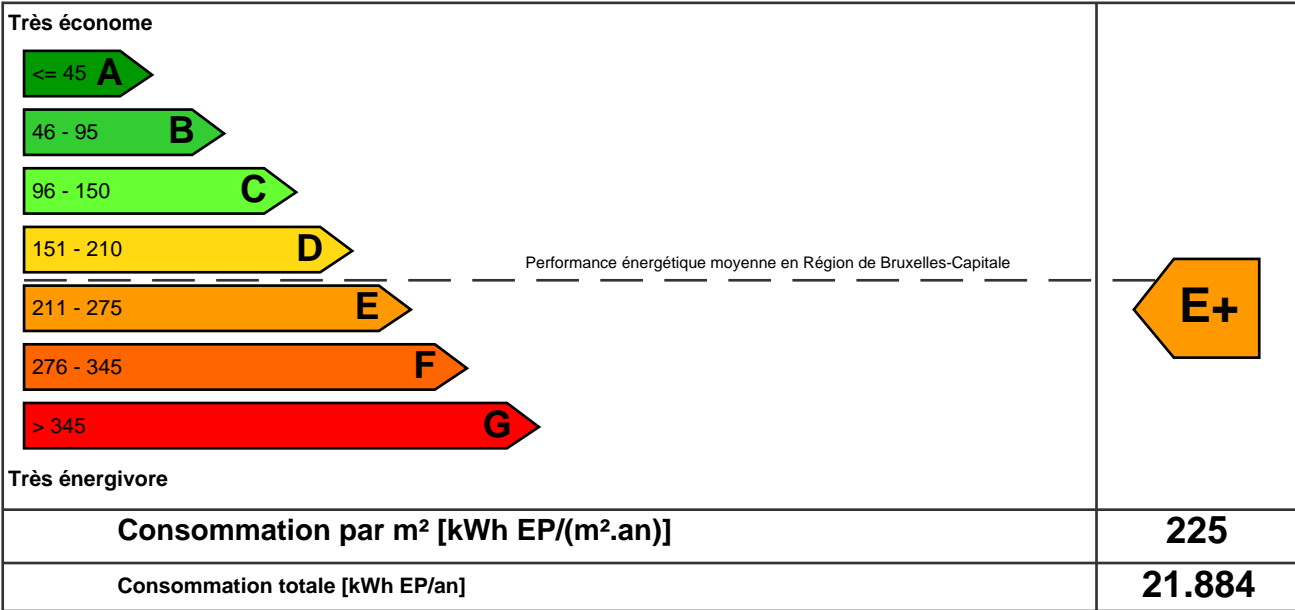 Très économe
<= 45 A
46 - 95 B
96 - 150 C
151 - 210 D
Performance énergétique moyenne en Région de Bruxelles-Capitale
211 - 275 E
E+
276 - 345 F
> 345 G
Très énergivore
Consommation par m² [kWh EP/(m².an)] 225
Consommation totale [kWh EP/an] 21.884